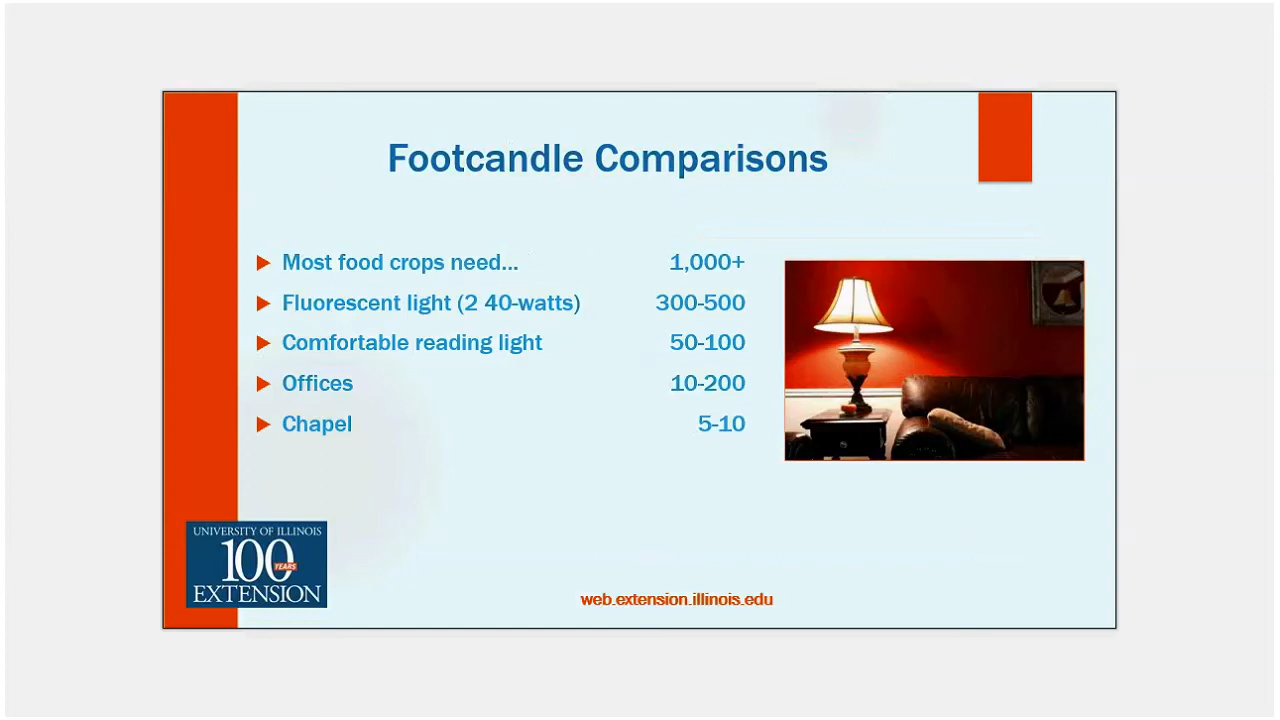 Footcandle Comparisons
Most food crops need... 1,000+
Fluorescent light (2 40-watts) 300-500
Comfortable reading light 50-100
Offices 10-200
Chapel 5-10
UNIVERSITY OF ILLINOIS
100 YEARS
EXTENSION
web.extension.illinois.edu